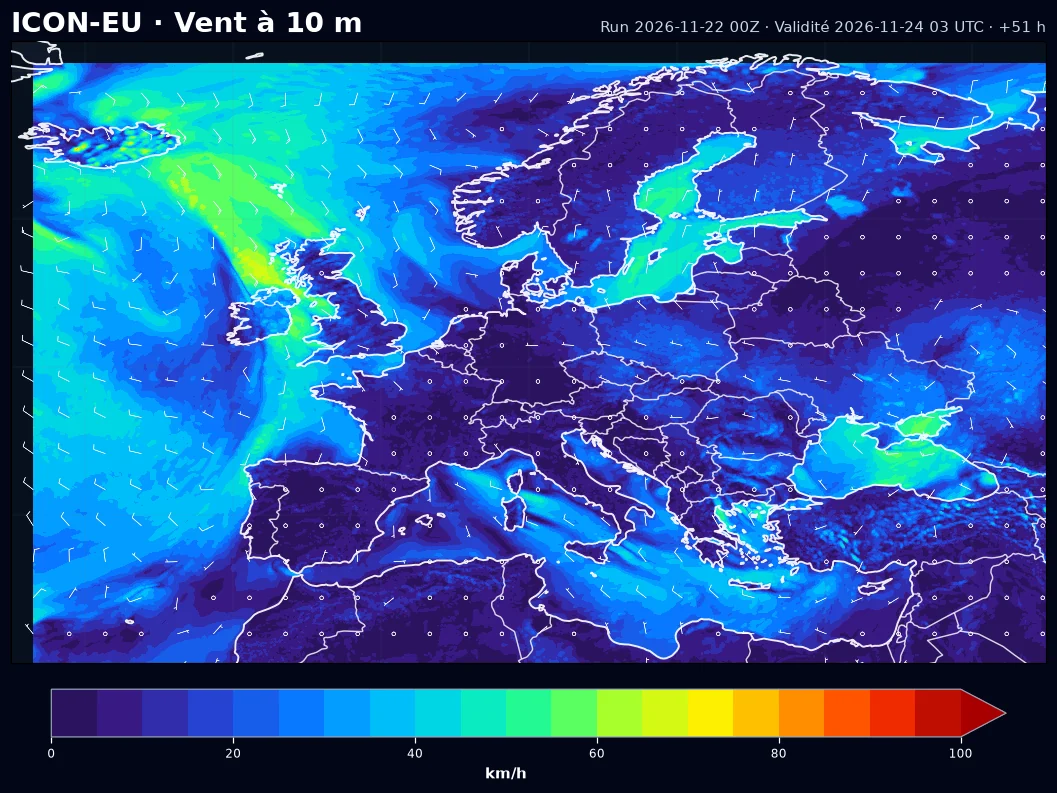 ICON-EU · Vent à 10 m
Run 2026-11-22 00Z · Validité 2026-11-24 03 UTC · +51 h
0 20 40 60 80 100
km/h